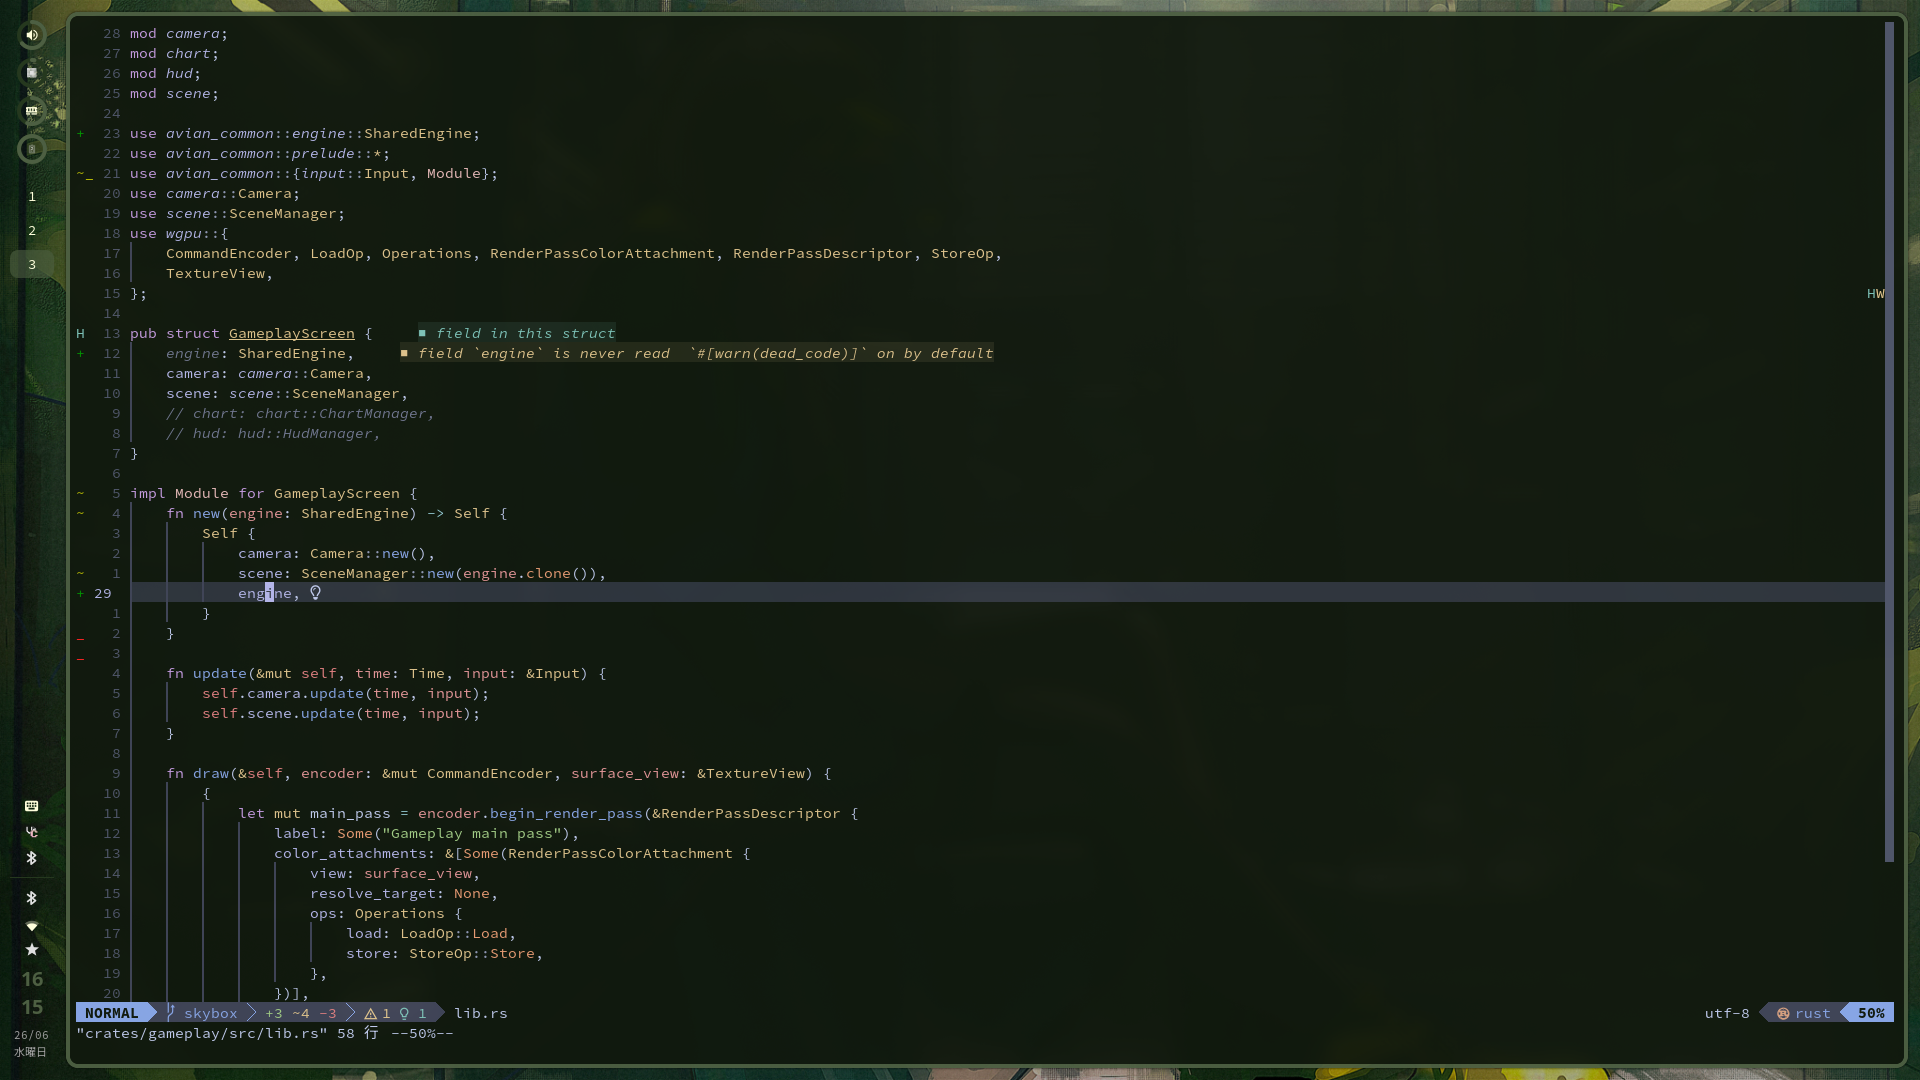 28 mod camera;
27 mod chart;
26 mod hud;
25 mod scene;
24
+ 23 use avian_common::engine::SharedEngine;
22 use avian_common::prelude::*;
~_ 21 use avian_common::{input::Input, Module};
20 use camera::Camera;
19 use scene::SceneManager;
18 use wgpu::{
17 CommandEncoder, LoadOp, Operations, RenderPassColorAttachment, RenderPassDescriptor, StoreOp,
16 TextureView,
15 };
HW
14
H 13 pub struct GameplayScreen { ■ field in this struct
+ 12 engine: SharedEngine, ■ field `engine` is never read `#[warn(dead_code)]` on by default
11 camera: camera::Camera,
10 scene: scene::SceneManager,
9 // chart: chart::ChartManager,
8 // hud: hud::HudManager,
7 }
6
~ 5 impl Module for GameplayScreen {
~ 4 fn new(engine: SharedEngine) -> Self {
3 Self {
2 camera: Camera::new(),
~ 1 scene: SceneManager::new(engine.clone()),
+ 29 engine,
1 }
_ 2 }
_ 3
4 fn update(&mut self, time: Time, input: &Input) {
5 self.camera.update(time, input);
6 self.scene.update(time, input);
7 }
8
9 fn draw(&self, encoder: &mut CommandEncoder, surface_view: &TextureView) {
10 {
11 let mut main_pass = encoder.begin_render_pass(&RenderPassDescriptor {
12 label: Some("Gameplay main pass"),
13 color_attachments: &[Some(RenderPassColorAttachment {
14 view: surface_view,
15 resolve_target: None,
16 ops: Operations {
17 load: LoadOp::Load,
18 store: StoreOp::Store,
19 },
20 })],
NORMAL skybox +3 ~4 -3 1 1 lib.rs utf-8 rust 50%
"crates/gameplay/src/lib.rs" 58 行 --50%--
1
2
3
16
15
26/06
水曜日